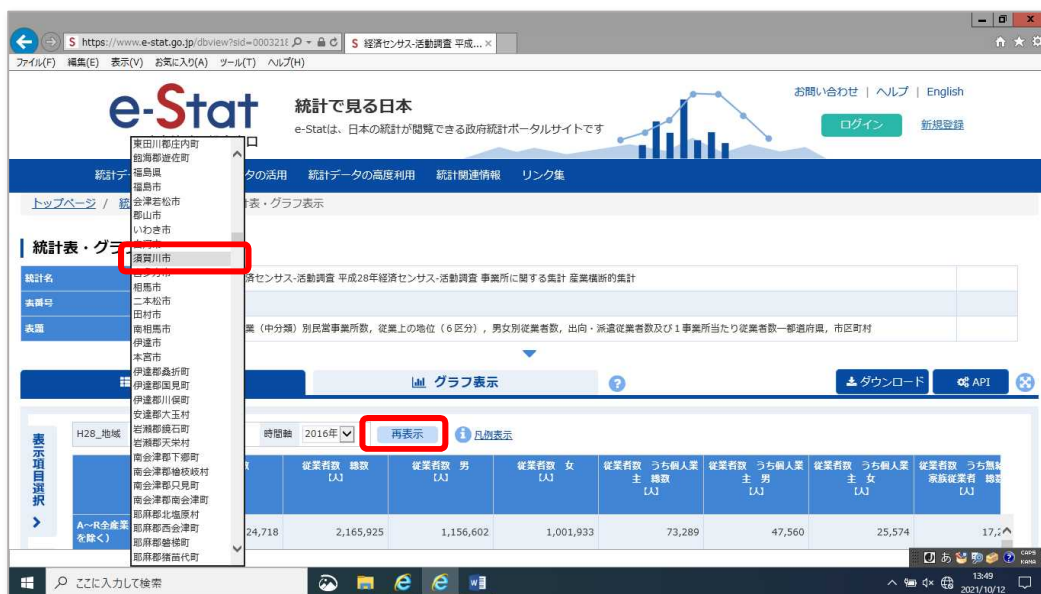 https://www.e-stat.go.jp/dbview?sid=0003218
経済センサス-活動調査 平成...
ファイル(F) 編集(E) 表示(V) お気に入り(A) ツール(T) ヘルプ(H)
e-Stat
統計で見る日本
e-Statは、日本の統計が閲覧できる政府統計ポータルサイトです
お問い合わせ | ヘルプ | English
ログイン
新規登録
統計デー
タの活用
統計データの高度利用
統計関連情報
リンク集
トップページ / 統
表・グラフ表示
統計表・グラ
統計名
済センサス-活動調査 平成28年経済センサス-活動調査 事業所に関する集計 産業横断的集計
表番号
表題
業（中分類）別民営事業所数，従業上の地位（６区分），男女別従業者数，出向・派遣従業者数及び１事業所当たり従業者数―都道府県，市区町村
東田川郡庄内町
飽海郡遊佐町
福島県
福島市
会津若松市
郡山市
いわき市
須賀川市
相馬市
二本松市
田村市
南相馬市
伊達市
本宮市
伊達郡桑折町
伊達郡国見町
伊達郡川俣町
安達郡大玉村
岩瀬郡鏡石町
岩瀬郡天栄村
南会津郡下郷町
南会津郡檜枝岐村
南会津郡只見町
南会津郡南会津町
耶麻郡北塩原村
耶麻郡西会津町
耶麻郡磐梯町
耶麻郡猪苗代町
グラフ表示
ダウンロード
API
表示項目選択
H28_地域
時間軸 2016年
再表示
凡例表示
従業者数 総数 【人】
従業者数 男 【人】
従業者数 女 【人】
従業者数 うち個人業主 総数 【人】
従業者数 うち個人業主 男 【人】
従業者数 うち個人業主 女 【人】
従業者数 うち無給家族従業者 総数 【人】
A～R全産業
を除く）
24,718 2,165,925 1,156,602 1,001,933 73,289 47,560 25,574 17,2
あ
CAPS
KANA
ここに入力して検索
13:49
2021/10/12